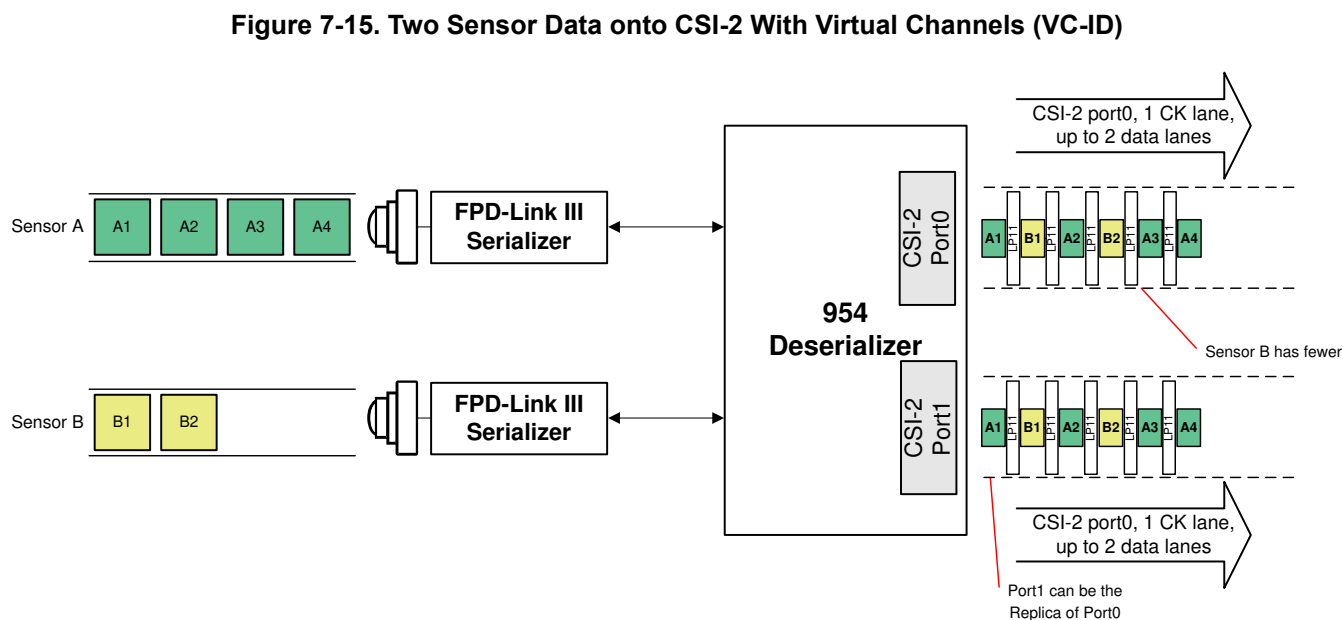 Figure 7-15. Two Sensor Data onto CSI-2 With Virtual Channels (VC-ID)
CSI-2 port0, 1 CK lane,
up to 2 data lanes
Sensor A
A1
A2
A3
A4
FPD-Link III
Serializer
CSI-2
Port0
A1
LP11
B1
LP11
A2
LP11
B2
LP11
A3
LP11
A4
954
Deserializer
Sensor B has fewer
Sensor B
B1
B2
FPD-Link III
Serializer
CSI-2
Port1
A1
LP11
B1
LP11
A2
LP11
B2
LP11
A3
LP11
A4
CSI-2 port0, 1 CK lane,
up to 2 data lanes
Port1 can be the
Replica of Port0